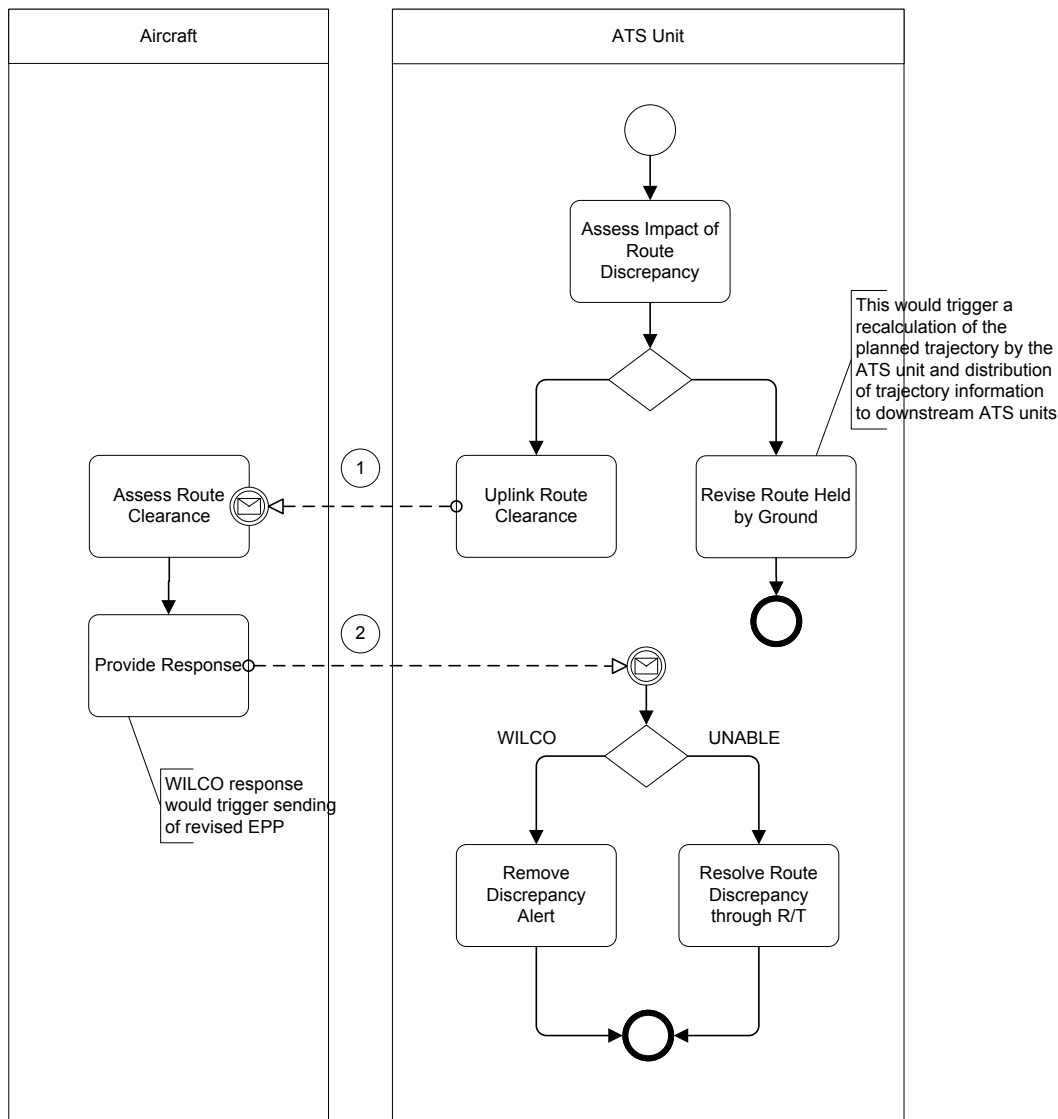 Aircraft
ATS Unit
Assess Impact of
Route
Discrepancy
This would trigger a
recalculation of the
planned trajectory by the
ATS unit and distribution
of trajectory information
to downstream ATS units
1
Assess Route
Clearance
Uplink Route
Clearance
Revise Route Held
by Ground
2
Provide Response
WILCO
UNABLE
WILCO response
would trigger sending
of revised EPP
Remove
Discrepancy
Alert
Resolve Route
Discrepancy
through R/T